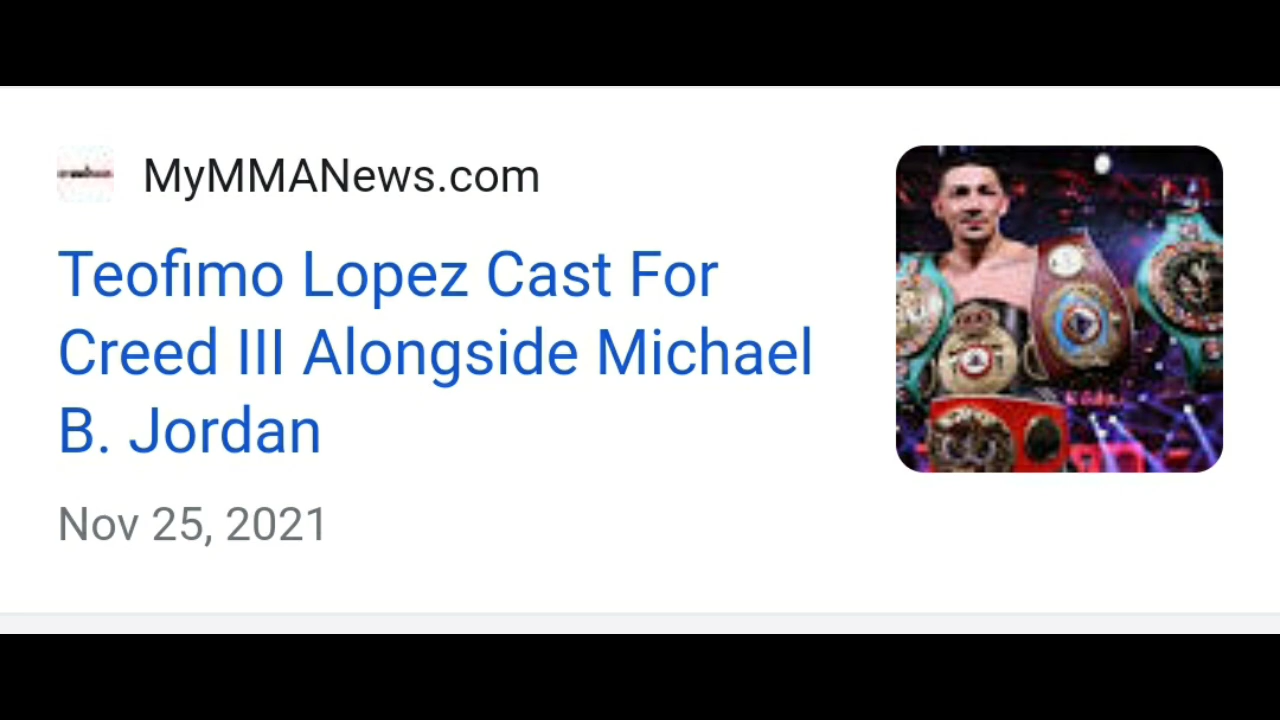 MyMMANews.com
Teofimo Lopez Cast For
Creed III Alongside Michael
B. Jordan
Nov 25, 2021